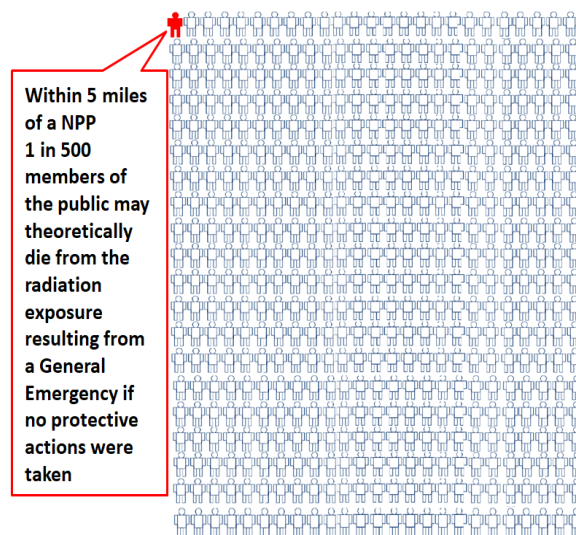 Within 5 miles
of a NPP
1 in 500
members of
the public may
theoretically
die from the
radiation
exposure
resulting from
a General
Emergency if
no protective
actions were
taken